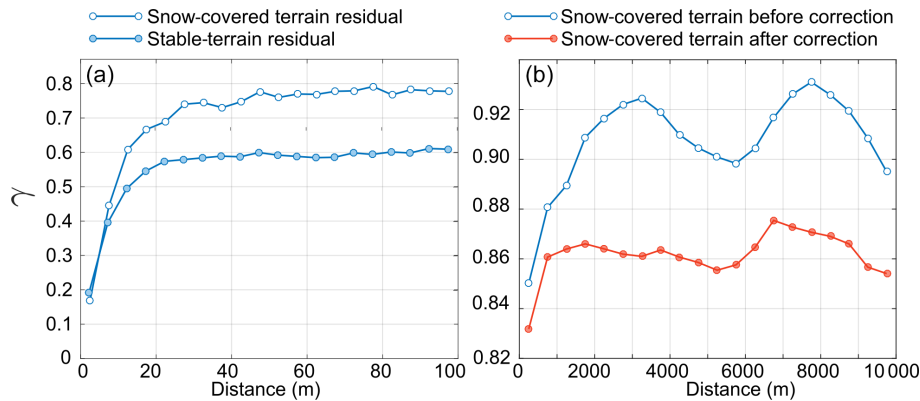 Snow-covered terrain residual
Stable-terrain residual
Snow-covered terrain before correction
Snow-covered terrain after correction
(a)
γ
0.8
0.7
0.6
0.5
0.4
0.3
0.2
0.1
0
0 20 40 60 80 100
Distance (m)
(b)
0.92
0.90
0.88
0.86
0.84
0.82
0 2000 4000 6000 8000 10 000
Distance (m)